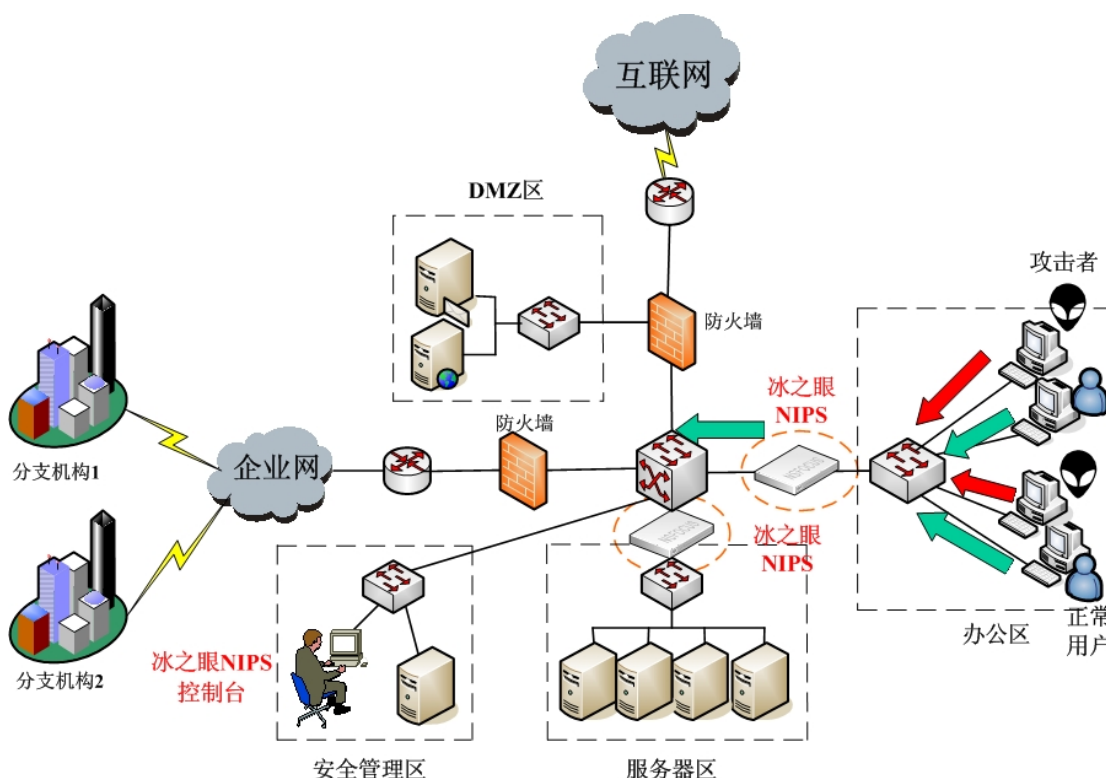 互联网
DMZ区
攻击者
防火墙
冰之眼
NIPS
防火墙
分支机构1
企业网
NSFOCUS
NSFOCUS
冰之眼
NIPS
正常
用户
办公区
冰之眼NIPS
控制台
分支机构2
安全管理区
服务器区